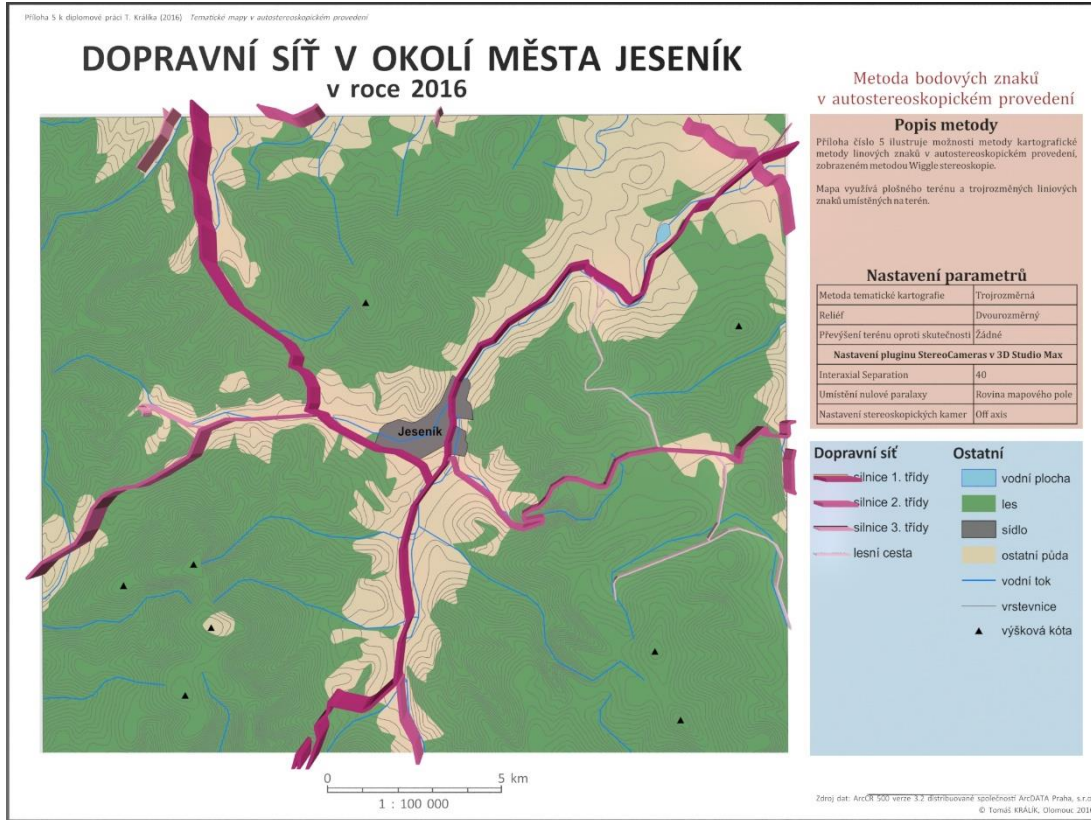 Příloha 5 k diplomové práci T. Králíka (2016) Tematické mapy v autostereoskopickém provedení
DOPRAVNÍ SÍŤ V OKOLÍ MĚSTA JESENÍK
v roce 2016
Jeseník
0 5 km
1 : 100 000
Metoda bodových znaků
v autostereoskopickém provedení
Popis metody
Příloha číslo 5 ilustruje možností metody kartografické
metody linových znaků v autostereoskopickém provedení,
zobrazeném metodou Wiggle stereoskopie.
Mapa využívá plošného terénu a trojrozměrných liniových
znaků umístěných na terén.
Nastavení parametrů
Metoda tematické kartografie Trojrozměrná
Reliéf Dvourozměrný
Převýšení terénu oproti skutečnosti Žádné
Nastavení pluginu StereoCameras v 3D Studio Max
Interaxial Separation 40
Umístění nulové paralaxy Rovina mapového pole
Nastavení stereoskopických kamer Off axis
Dopravní síť
silnice 1. třídy
silnice 2. třídy
silnice 3. třídy
lesní cesta
Ostatní
vodní plocha
les
sídlo
ostatní půda
vodní tok
vrstevnice
výšková kóta
Zdroj dat: ArcČR 500 verze 3.2 distribuované společností ArcDATA Praha, s.r.o.
© Tomáš KRÁLÍK, Olomouc 2016